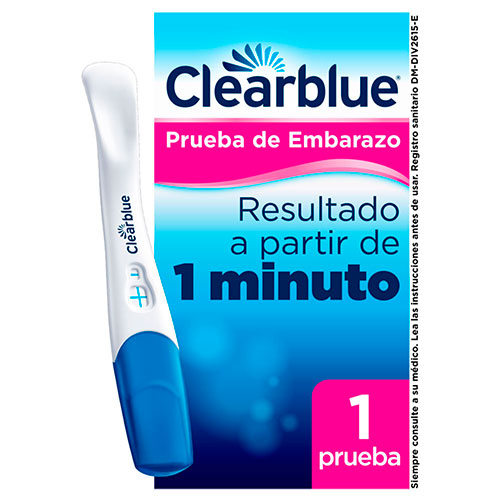 Clearblue®
Prueba de Embarazo
Resultado
a partir de
1 minuto
1
prueba
Clearblue
Siempre consulte a su médico. Lea las instrucciones antes de usar. Registro sanitario DM-DIV2615-E